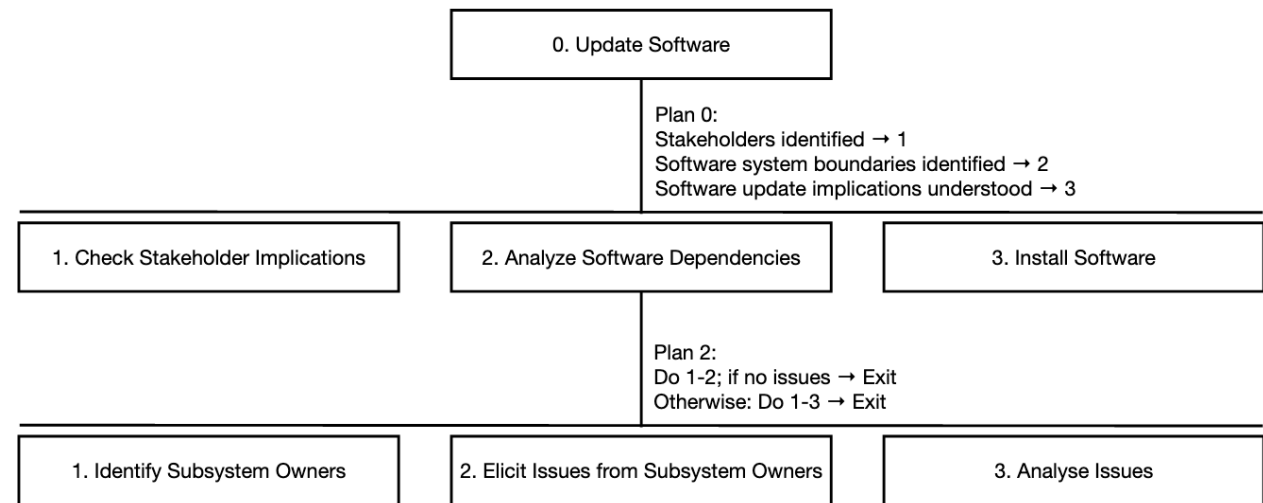 0. Update Software
Plan 0:
Stakeholders identified → 1
Software system boundaries identified → 2
Software update implications understood → 3
1. Check Stakeholder Implications
2. Analyze Software Dependencies
3. Install Software
Plan 2:
Do 1-2; if no issues → Exit
Otherwise: Do 1-3 → Exit
1. Identify Subsystem Owners
2. Elicit Issues from Subsystem Owners
3. Analyse Issues